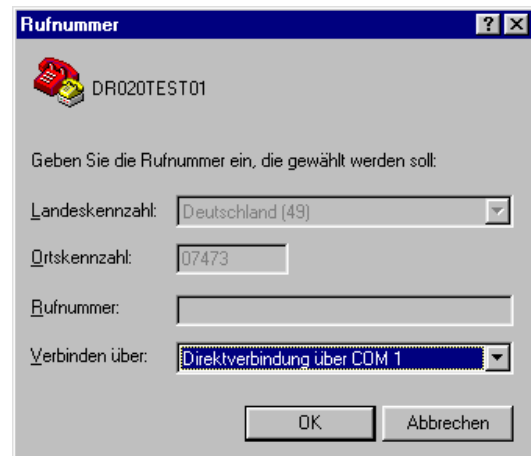 Rufnummer
DR020TEST01
Geben Sie die Rufnummer ein, die gewählt werden soll:
Landeskennzahl: Deutschland (49)
Ortskennzahl: 07473
Rufnummer:
Verbinden über: Direktverbindung über COM 1
OK Abbrechen